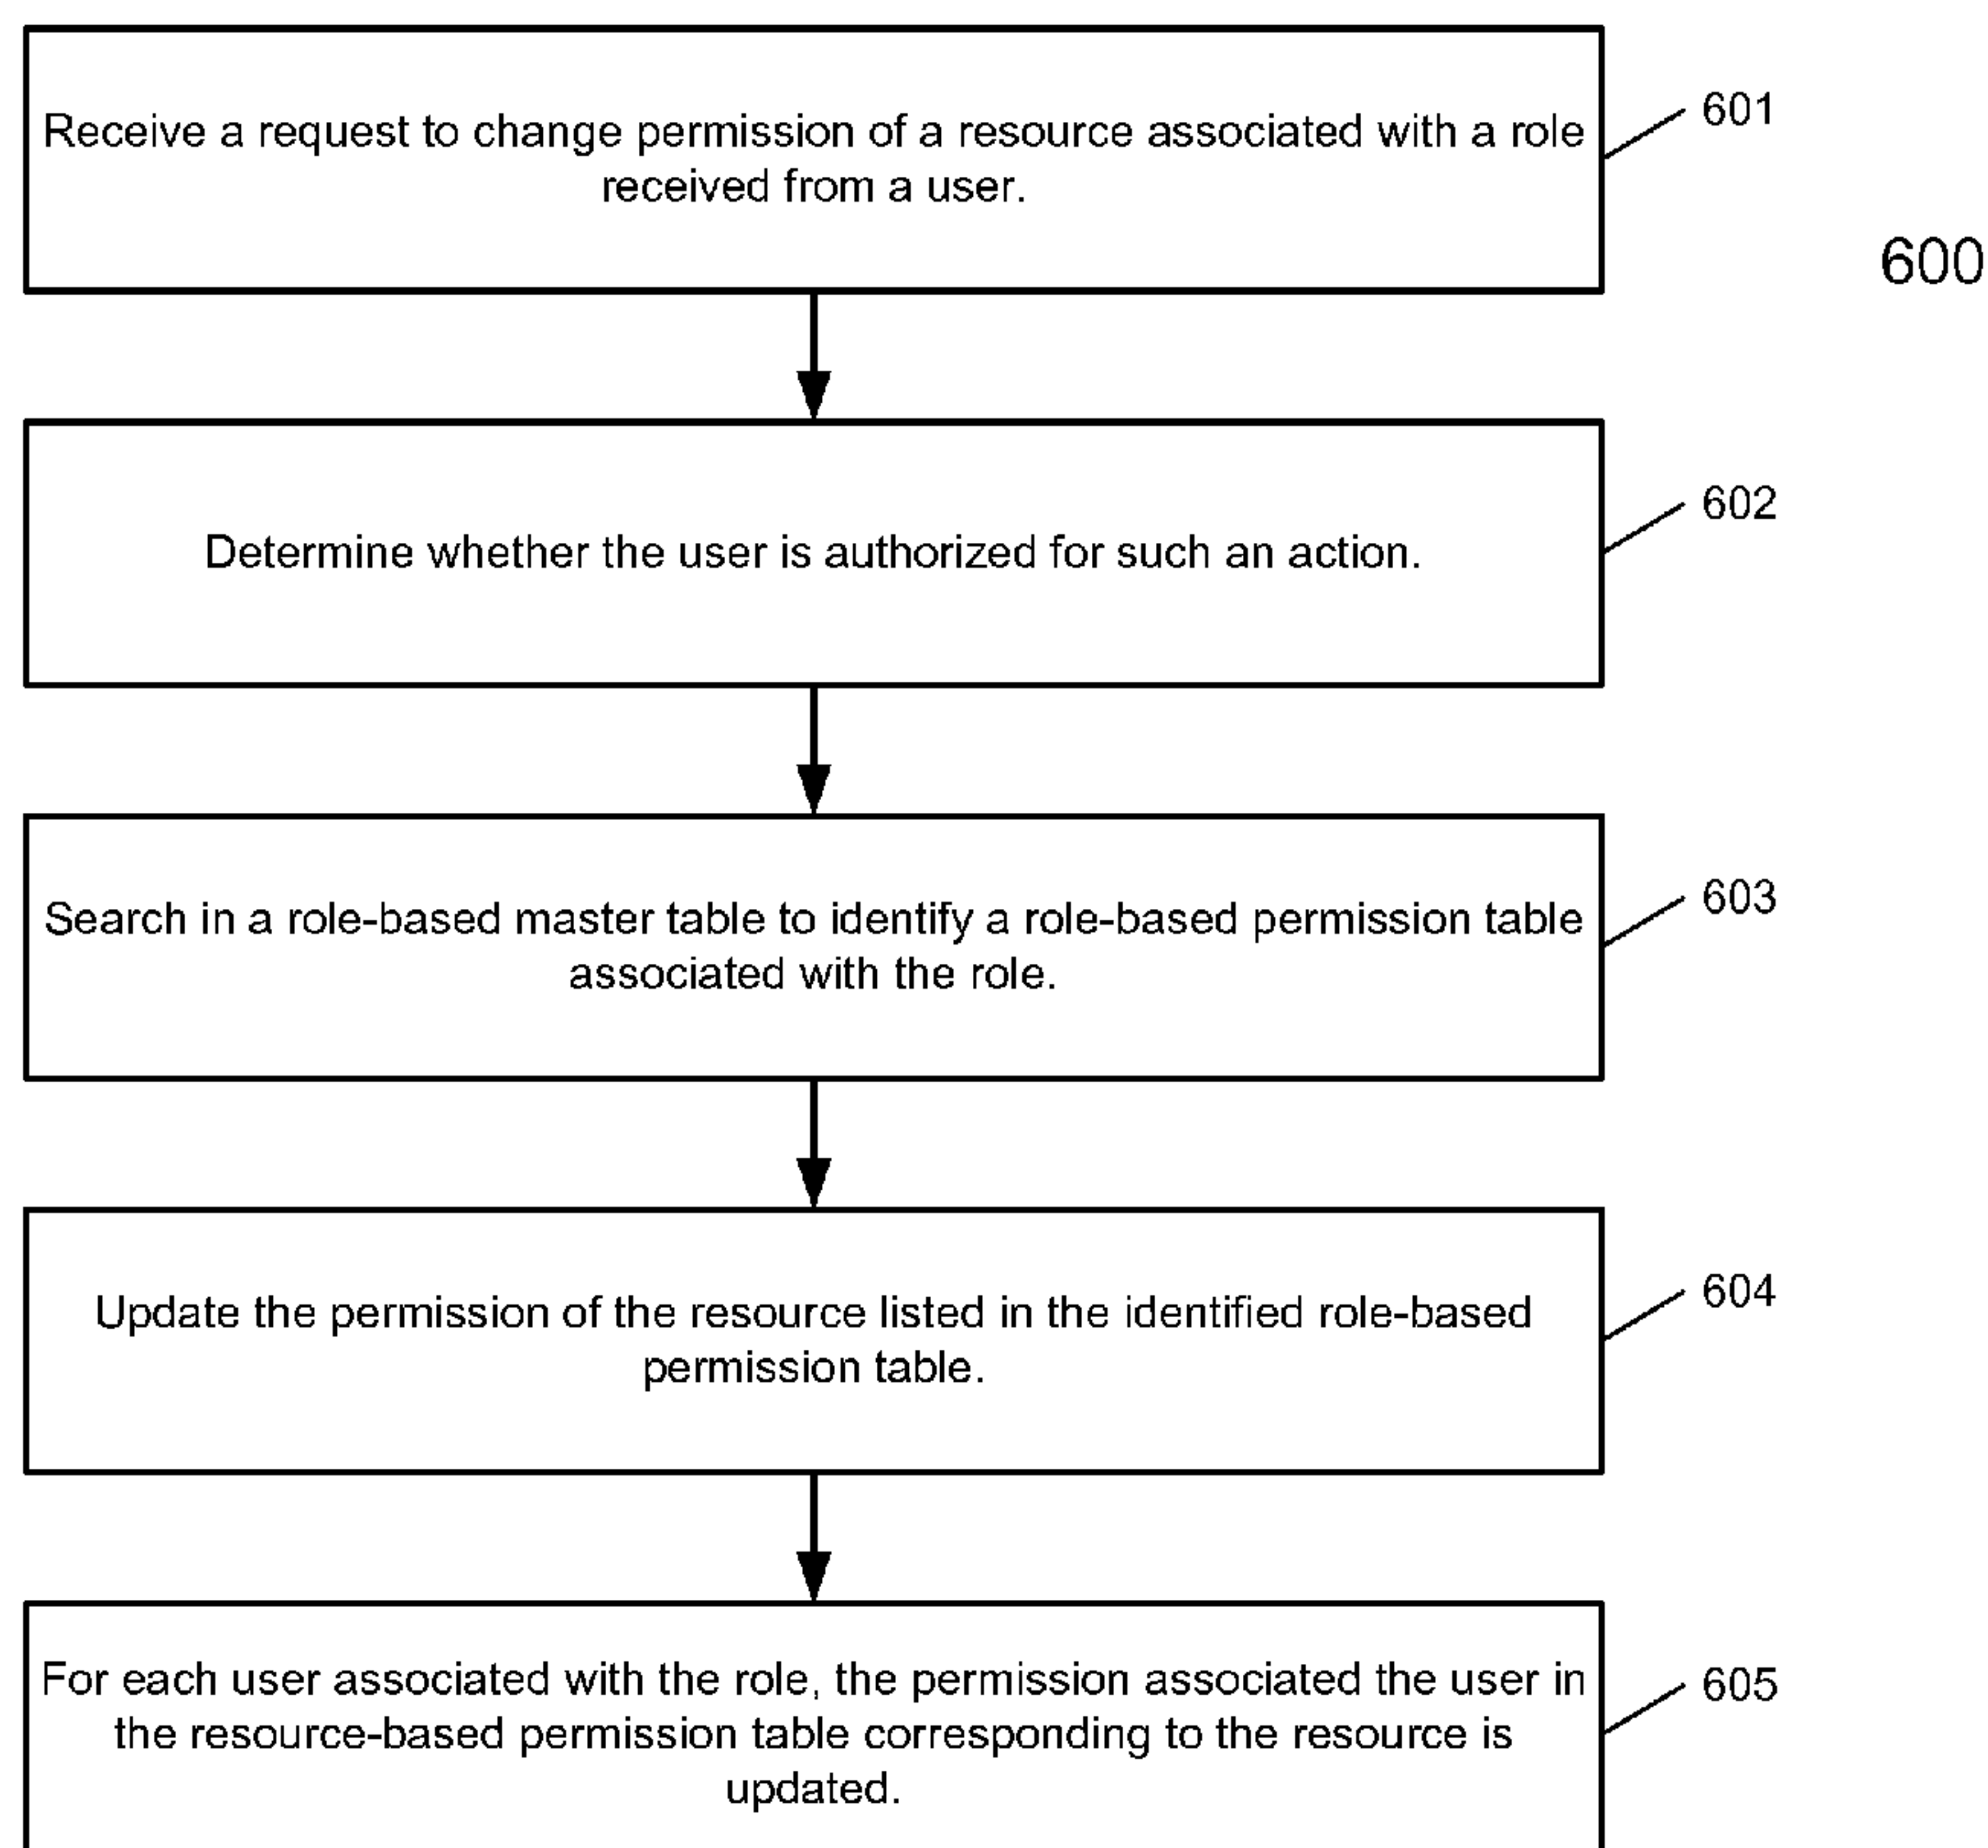 Receive a request to change permission of a resource associated with a role
received from a user.
601
600
Determine whether the user is authorized for such an action.
602
Search in a role-based master table to identify a role-based permission table
associated with the role.
603
Update the permission of the resource listed in the identified role-based
permission table.
604
For each user associated with the role, the permission associated the user in
the resource-based permission table corresponding to the resource is
updated.
605